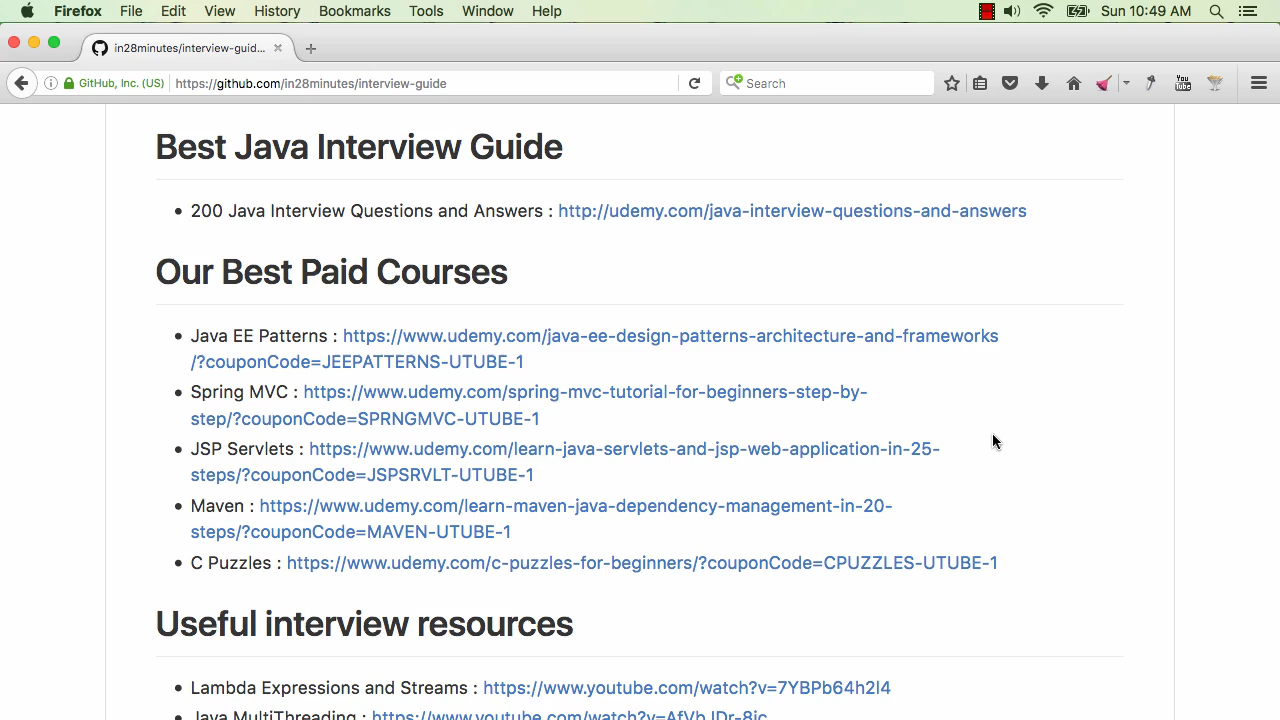 Firefox File Edit View History Bookmarks Tools Window Help Sun 10:49 AM
in28minutes/interview-guid...
GitHub, Inc. (US) https://github.com/in28minutes/interview-guide Search You Tube
Best Java Interview Guide
200 Java Interview Questions and Answers : http://udemy.com/java-interview-questions-and-answers
Our Best Paid Courses
Java EE Patterns : https://www.udemy.com/java-ee-design-patterns-architecture-and-frameworks
/?couponCode=JEEPATTERNS-UTUBE-1
Spring MVC : https://www.udemy.com/spring-mvc-tutorial-for-beginners-step-by-
step/?couponCode=SPRNGMVC-UTUBE-1
JSP Servlets : https://www.udemy.com/learn-java-servlets-and-jsp-web-application-in-25-
steps/?couponCode=JSPSRVLT-UTUBE-1
Maven : https://www.udemy.com/learn-maven-java-dependency-management-in-20-
steps/?couponCode=MAVEN-UTUBE-1
C Puzzles : https://www.udemy.com/c-puzzles-for-beginners/?couponCode=CPUZZLES-UTUBE-1
Useful interview resources
Lambda Expressions and Streams : https://www.youtube.com/watch?v=7YBPb64h2l4
Java MultiThreading :